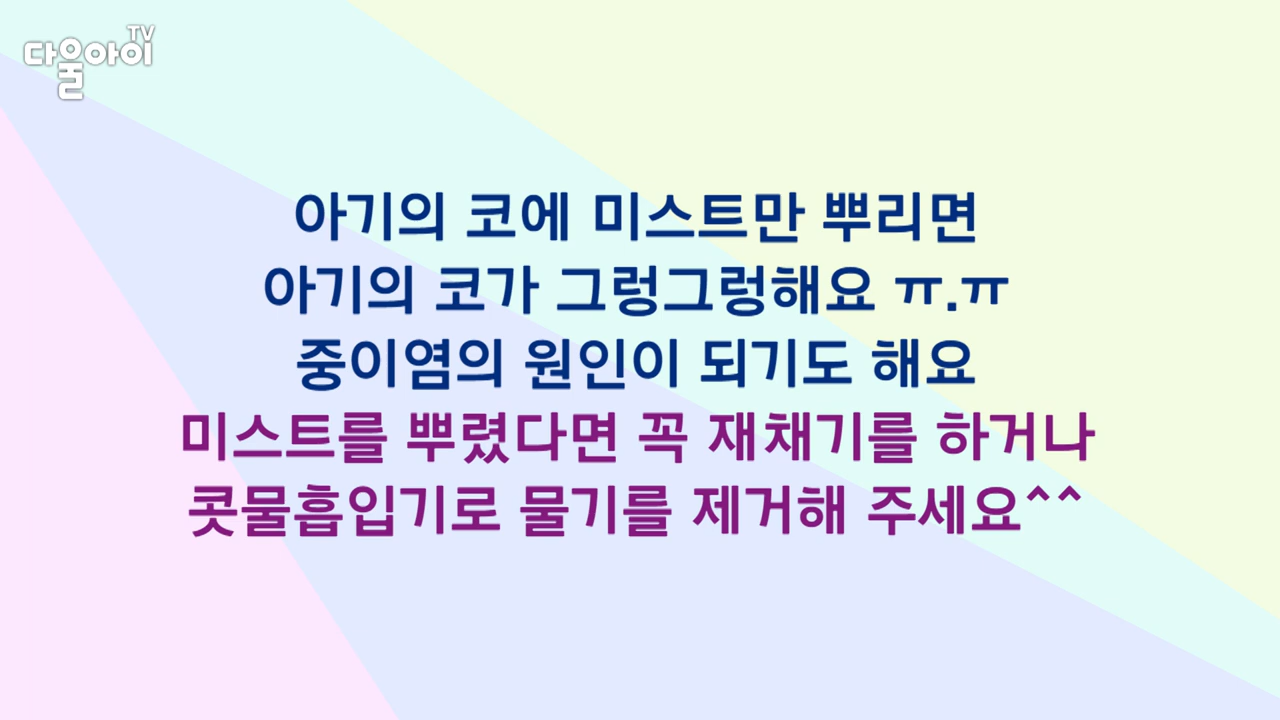 다울아이TV
아기의 코에 미스트만 뿌리면
아기의 코가 그렁그렁해요 ㅠ.ㅠ
중이염의 원인이 되기도 해요
미스트를 뿌렸다면 꼭 재채기를 하거나
콧물흡입기로 물기를 제거해 주세요^^